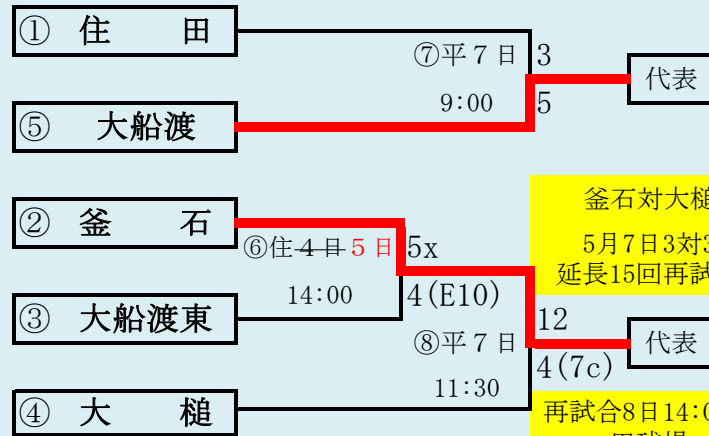 ① 住 田
⑦平７日 3
代表
9:00 5
⑤ 大船渡
② 釜 石
釜石対大槌
⑥住４日５日 5x
5月7日3対3
延長15回再試
14:00 4(E10)
③ 大船渡東
12
⑧平７日
代表
4(7c)
11:30
④ 大 槌
再試合8日14:0